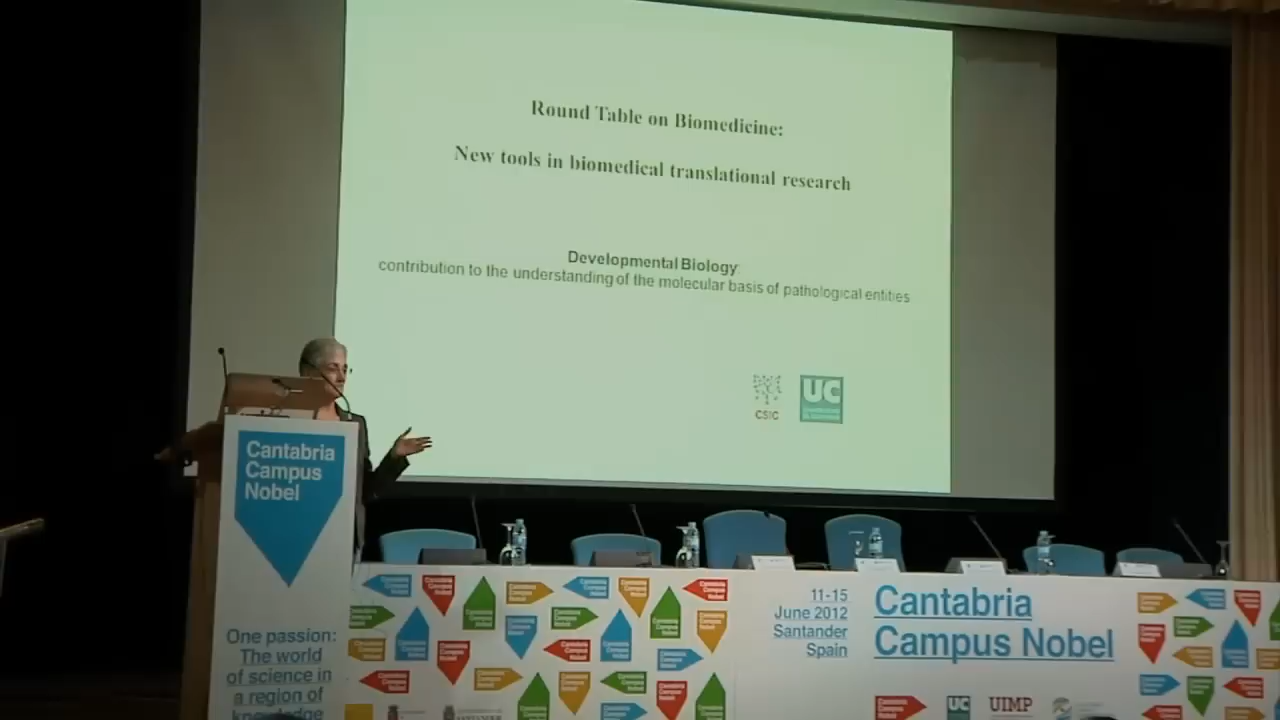 Round Table on Biomedicine:
New tools in biomedical translational research
Developmental Biology:
contribution to the understanding of the molecular basis of pathological entities
CSIC
UC
Cantabria
Campus
Nobel
One passion:
The world
of science in
a region of
knowledge
11-15
June 2012
Santander
Spain
Cantabria
Campus Nobel
UC
UIMP